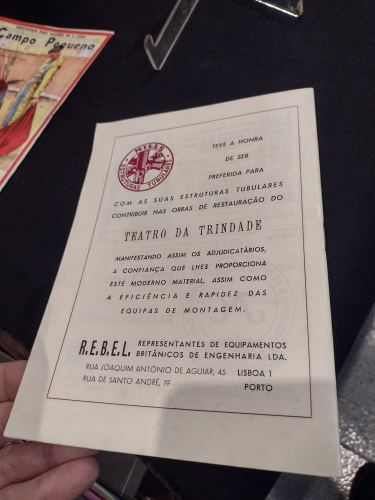 Campo Pequeno
MILLS
ESTRUTURAS TUBULARES
TEVE A HONRA
DE SER
PREFERIDA PARA
COM AS SUAS ESTRUTURAS TUBULARES
CONTRIBUIR NAS OBRAS DE RESTAURAÇÃO DO
TEATRO DA TRINDADE
MANIFESTANDO ASSIM OS ADJUDICATÁRIOS,
A CONFIANÇA QUE LHES PROPORCIONA
ESTE MODERNO MATERIAL, ASSIM COMO
A EFICIÊNCIA E RAPIDEZ DAS
EQUIPAS DE MONTAGEM.
R.E.B.E.L. REPRESENTANTES DE EQUIPAMENTOS
BRITÂNICOS DE ENGENHARIA LDA.
RUA JOAQUIM ANTÓNIO DE AGUIAR, 45 LISBOA 1
RUA DE SANTO ANDRÉ, 19 PORTO